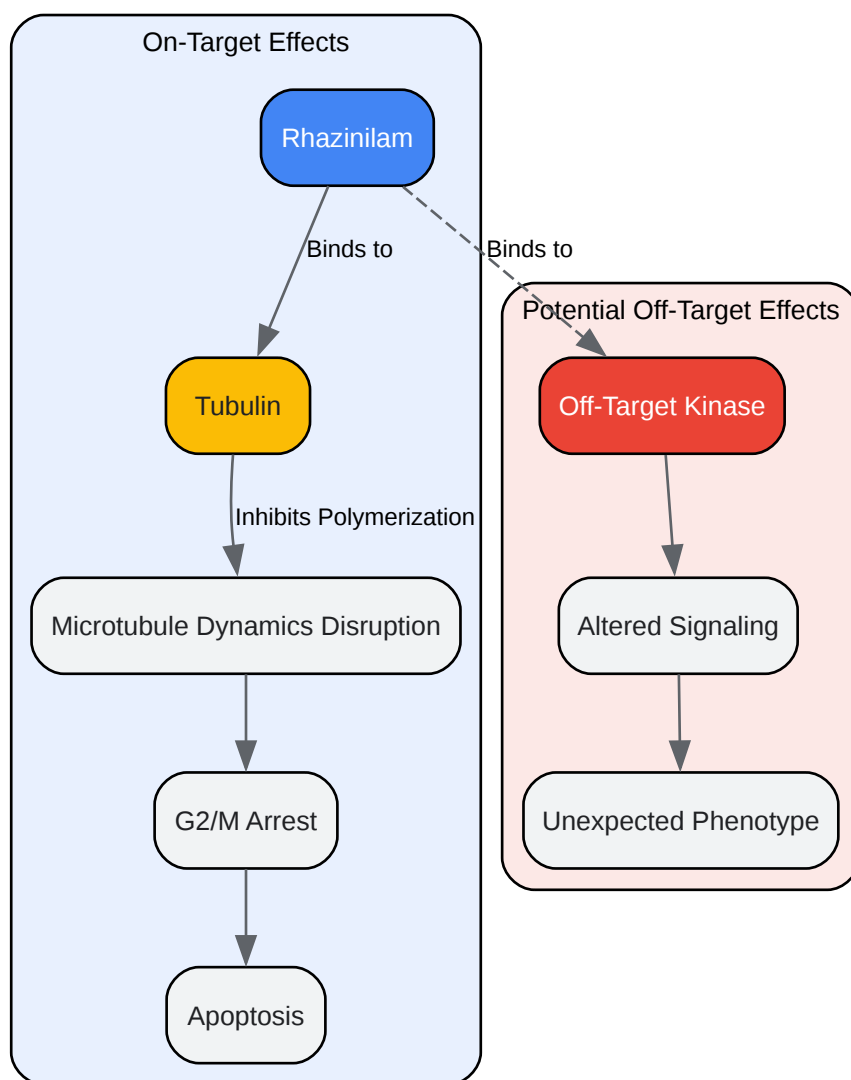 On-Target Effects
Rhazinilam
Binds to
Binds to
Potential Off-Target Effects
Tubulin
Off-Target Kinase
Inhibits Polymerization
Microtubule Dynamics Disruption
Altered Signaling
G2/M Arrest
Unexpected Phenotype
Apoptosis